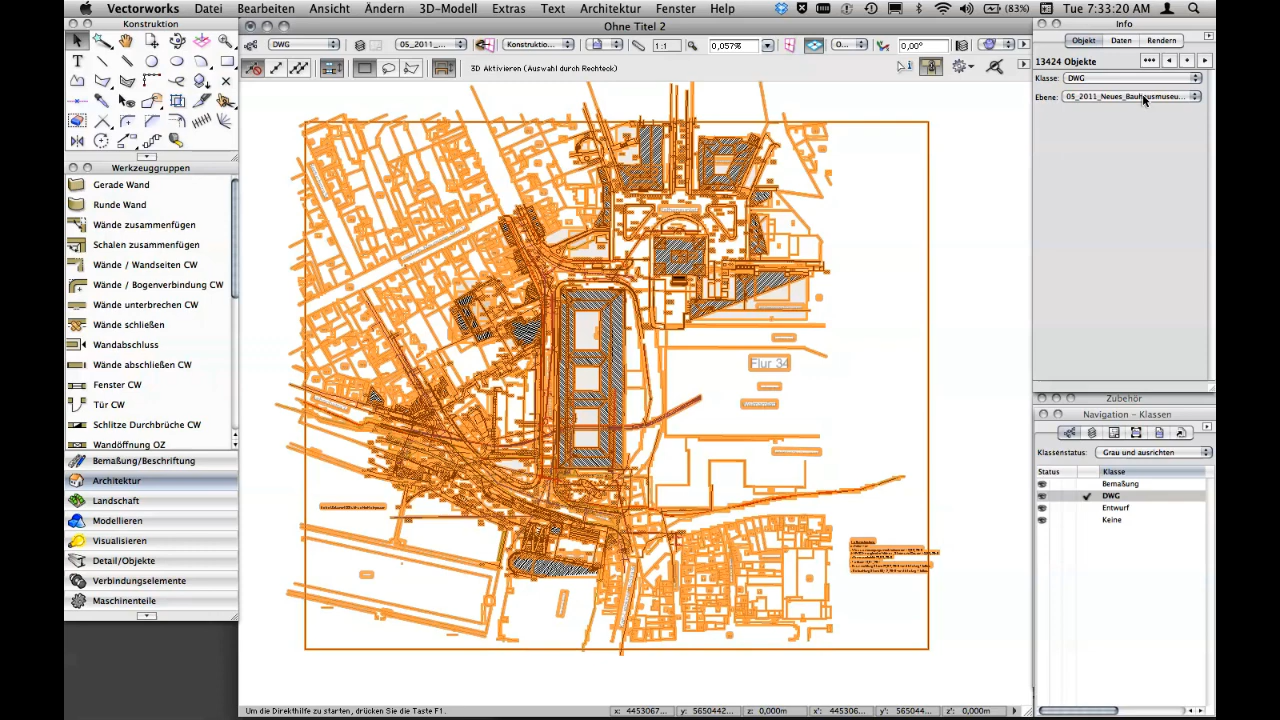 Vectorworks Datei Bearbeiten Ansicht Ändern 3D-Modell Extras Text Architektur Fenster Help (83%) Tue 7:33:20 AM
Konstruktion
Ohne Titel 2
Info
DWG 05_2011_... Konstruktio... 1:1 0,057% O... 0,00°
3D Aktivieren (Auswahl durch Rechteck)
Objekt Daten Rendern
13424 Objekte
Klasse: DWG
Ebene: 05_2011_Neues_Bauhausmuseu...
Werkzeuggruppen
Gerade Wand
Runde Wand
Wände zusammenfügen
Schalen zusammenfügen
Wände / Wandseiten CW
Wände / Bogenverbindung CW
Wände unterbrechen CW
Wände schließen
Wandabschluss
Wände abschließen CW
Fenster CW
Tür CW
Schlitze Durchbrüche CW
Wandöffnung OZ
Bemaßung/Beschriftung
Architektur
Landschaft
Modellieren
Visualisieren
Detail/Objekte
Verbindungselemente
Maschinenteile
Flur 34
Zubehör
Navigation - Klassen
Klassenstatus: Grau und ausrichten
Status Klasse
Bemaßung
DWG
Entwurf
Keine
Um die Direkthilfe zu starten, drücken Sie die Taste F1.
x: 4453067... y: 5650442... z: 0,000m x': 445306... y': 565044... z': 0,000m